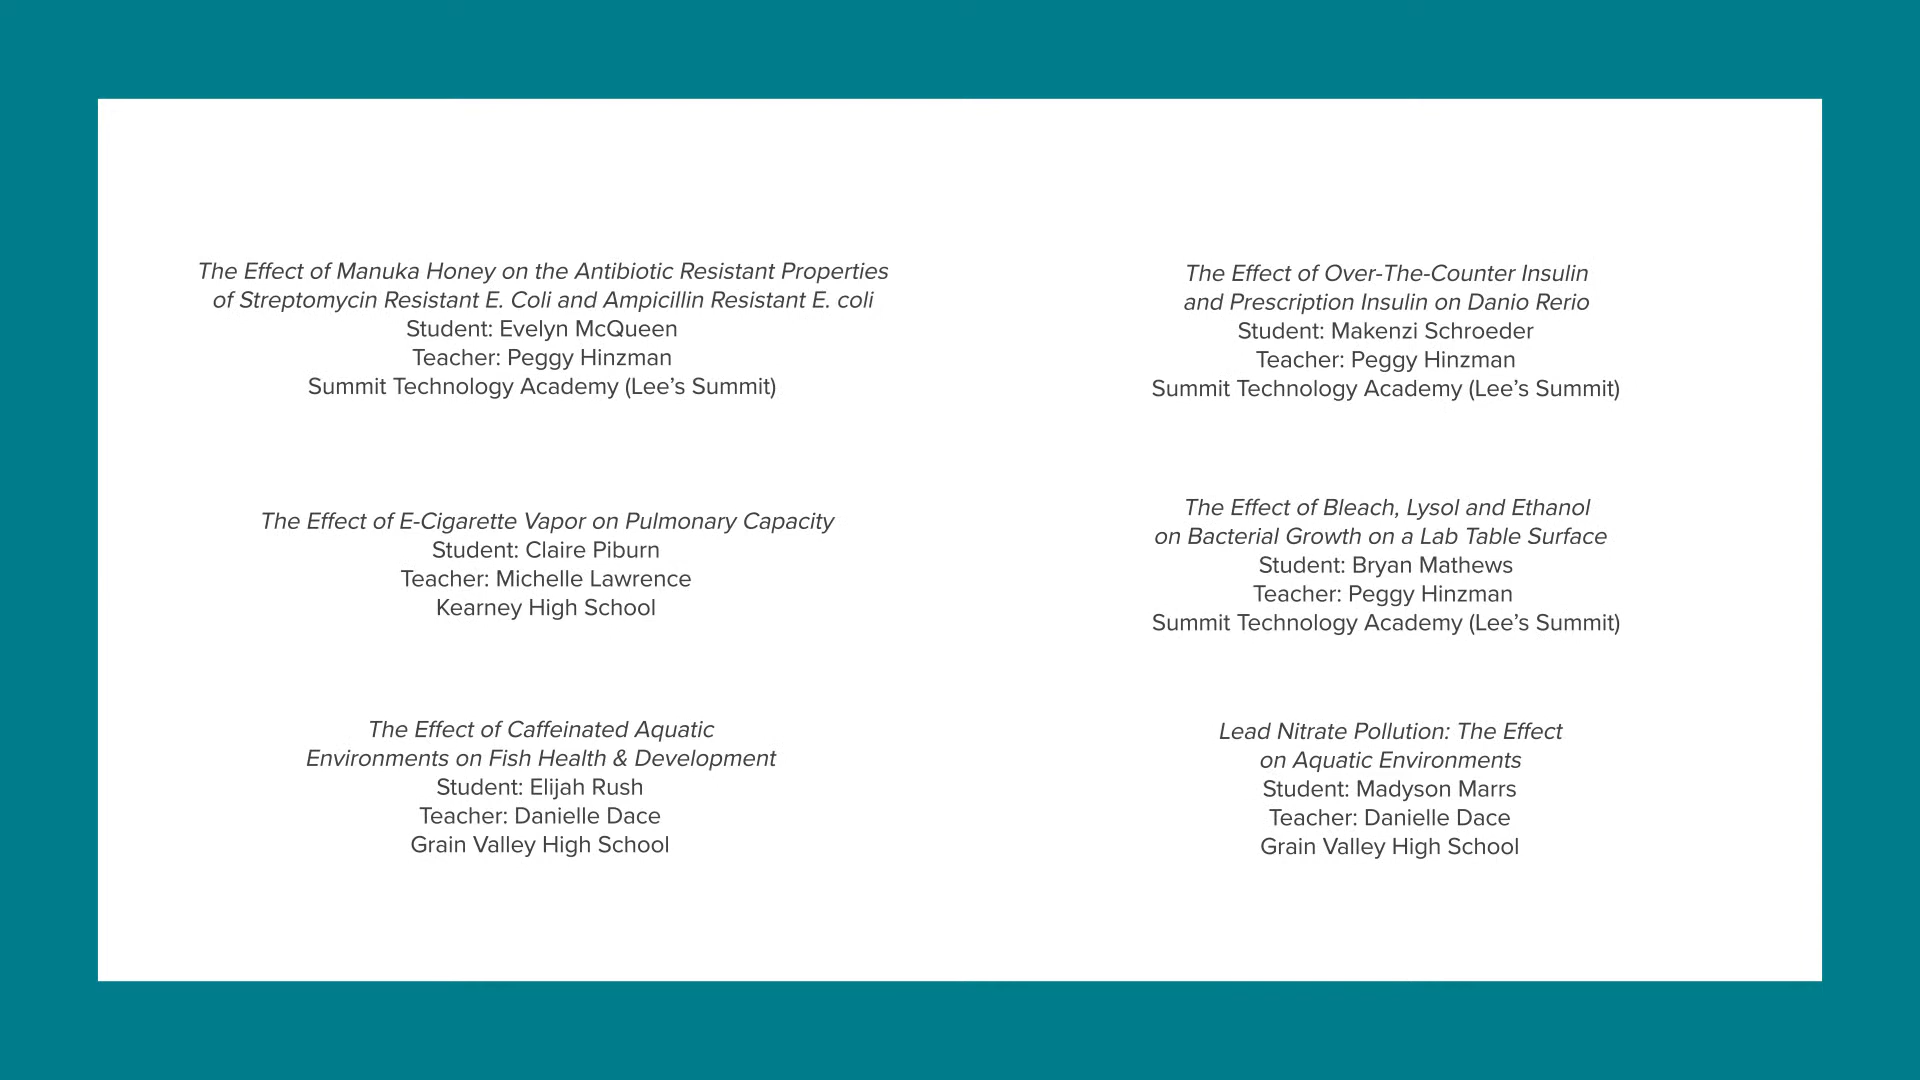 The Effect of Manuka Honey on the Antibiotic Resistant Properties
of Streptomycin Resistant E. Coli and Ampicillin Resistant E. coli
Student: Evelyn McQueen
Teacher: Peggy Hinzman
Summit Technology Academy (Lee’s Summit)
The Effect of Over-The-Counter Insulin
and Prescription Insulin on Danio Rerio
Student: Makenzi Schroeder
Teacher: Peggy Hinzman
Summit Technology Academy (Lee’s Summit)
The Effect of E-Cigarette Vapor on Pulmonary Capacity
Student: Claire Piburn
Teacher: Michelle Lawrence
Kearney High School
The Effect of Bleach, Lysol and Ethanol
on Bacterial Growth on a Lab Table Surface
Student: Bryan Mathews
Teacher: Peggy Hinzman
Summit Technology Academy (Lee’s Summit)
The Effect of Caffeinated Aquatic
Environments on Fish Health & Development
Student: Elijah Rush
Teacher: Danielle Dace
Grain Valley High School
Lead Nitrate Pollution: The Effect
on Aquatic Environments
Student: Madyson Marrs
Teacher: Danielle Dace
Grain Valley High School